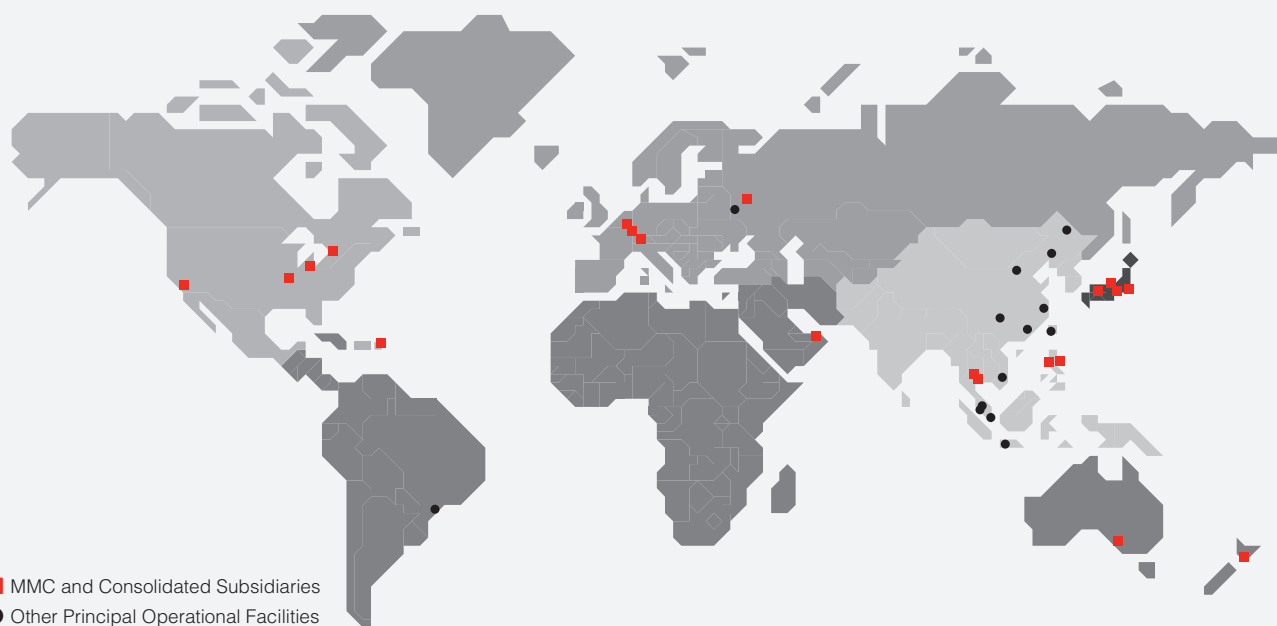 MMC and Consolidated Subsidiaries
Other Principal Operational Facilities